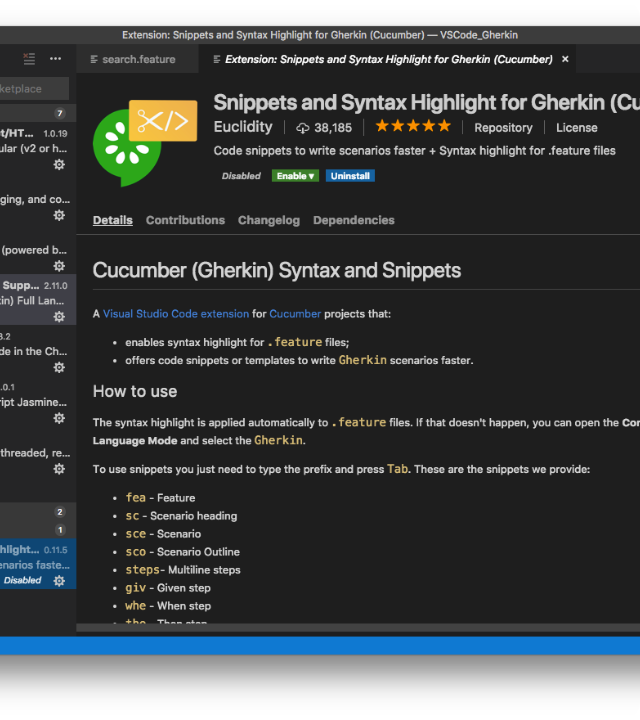 Extension: Snippets and Syntax Highlight for Gherkin (Cucumber) — VSCode_Gherkin
search.feature
Extension: Snippets and Syntax Highlight for Gherkin (Cucumber) ×
ketplace
7
et/HT... 1.0.19
ular (v2 or h...
ging, and co...
(powered b...
Supp... 2.11.0
kin) Full Lan...
3.2
de in the Ch...
.0.1
ript Jasmine...
threaded, re...
2
1
hlight... 0.11.5
enarios faste...
Disabled
Snippets and Syntax Highlight for Gherkin (Cu
Euclidity
38,185
Repository
License
Code snippets to write scenarios faster + Syntax highlight for .feature files
Disabled Enable ▾ Uninstall
Details Contributions Changelog Dependencies
Cucumber (Gherkin) Syntax and Snippets
A Visual Studio Code extension for Cucumber projects that:
• enables syntax highlight for .feature files;
• offers code snippets or templates to write Gherkin scenarios faster.
How to use
The syntax highlight is applied automatically to .feature files. If that doesn't happen, you can open the Con
Language Mode and select the Gherkin.
To use snippets you just need to type the prefix and press Tab. These are the snippets we provide:
• fea - Feature
• sc - Scenario heading
• sce - Scenario
• sco - Scenario Outline
• steps- Multiline steps
• giv - Given step
• whe - When step
• the - Then step